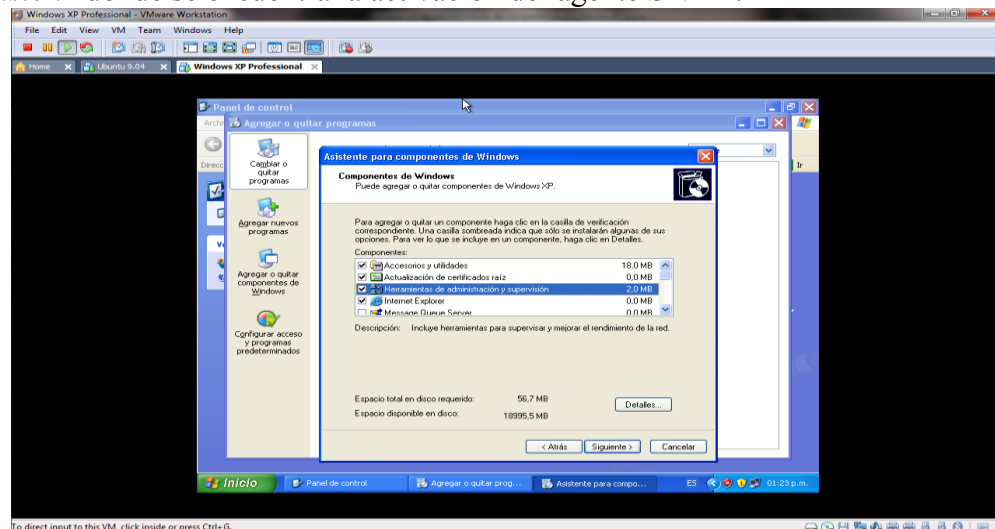 donde se encuentra la activación del agente SNMP.
Windows XP Professional - VMware Workstation
File Edit View VM Team Windows Help
Home Ubuntu 9.04 Windows XP Professional
Panel de control
Agregar o quitar programas
Cambiar o
quitar
programas
Agregar nuevos
programas
Agregar o quitar
componentes de
Windows
Configurar acceso
y programas
predeterminados
Asistente para componentes de Windows
Componentes de Windows
Puede agregar o quitar componentes de Windows XP.
Para agregar o quitar un componente haga clic en la casilla de verificación
correspondiente. Una casilla sombreada indica que sólo se instalarán algunas de sus
opciones. Para ver lo que se incluye en un componente, haga clic en Detalles.
Componentes:
Accesorios y utilidades 18,0 MB
Actualización de certificados raíz 0,0 MB
Herramientas de administración y supervisión 2,0 MB
Internet Explorer 0,0 MB
Message Queue Server 0,0 MB
Descripción: Incluye herramientas para supervisar y mejorar el rendimiento de la red.
Espacio total en disco requerido: 56,7 MB
Espacio disponible en disco: 18995,5 MB
Detalles...
< Atrás Siguiente > Cancelar
Ir
Inicio Panel de control Agregar o quitar prog... Asistente para compo... ES 01:23 p.m.
To direct input to this VM, click inside or press Ctrl+G.